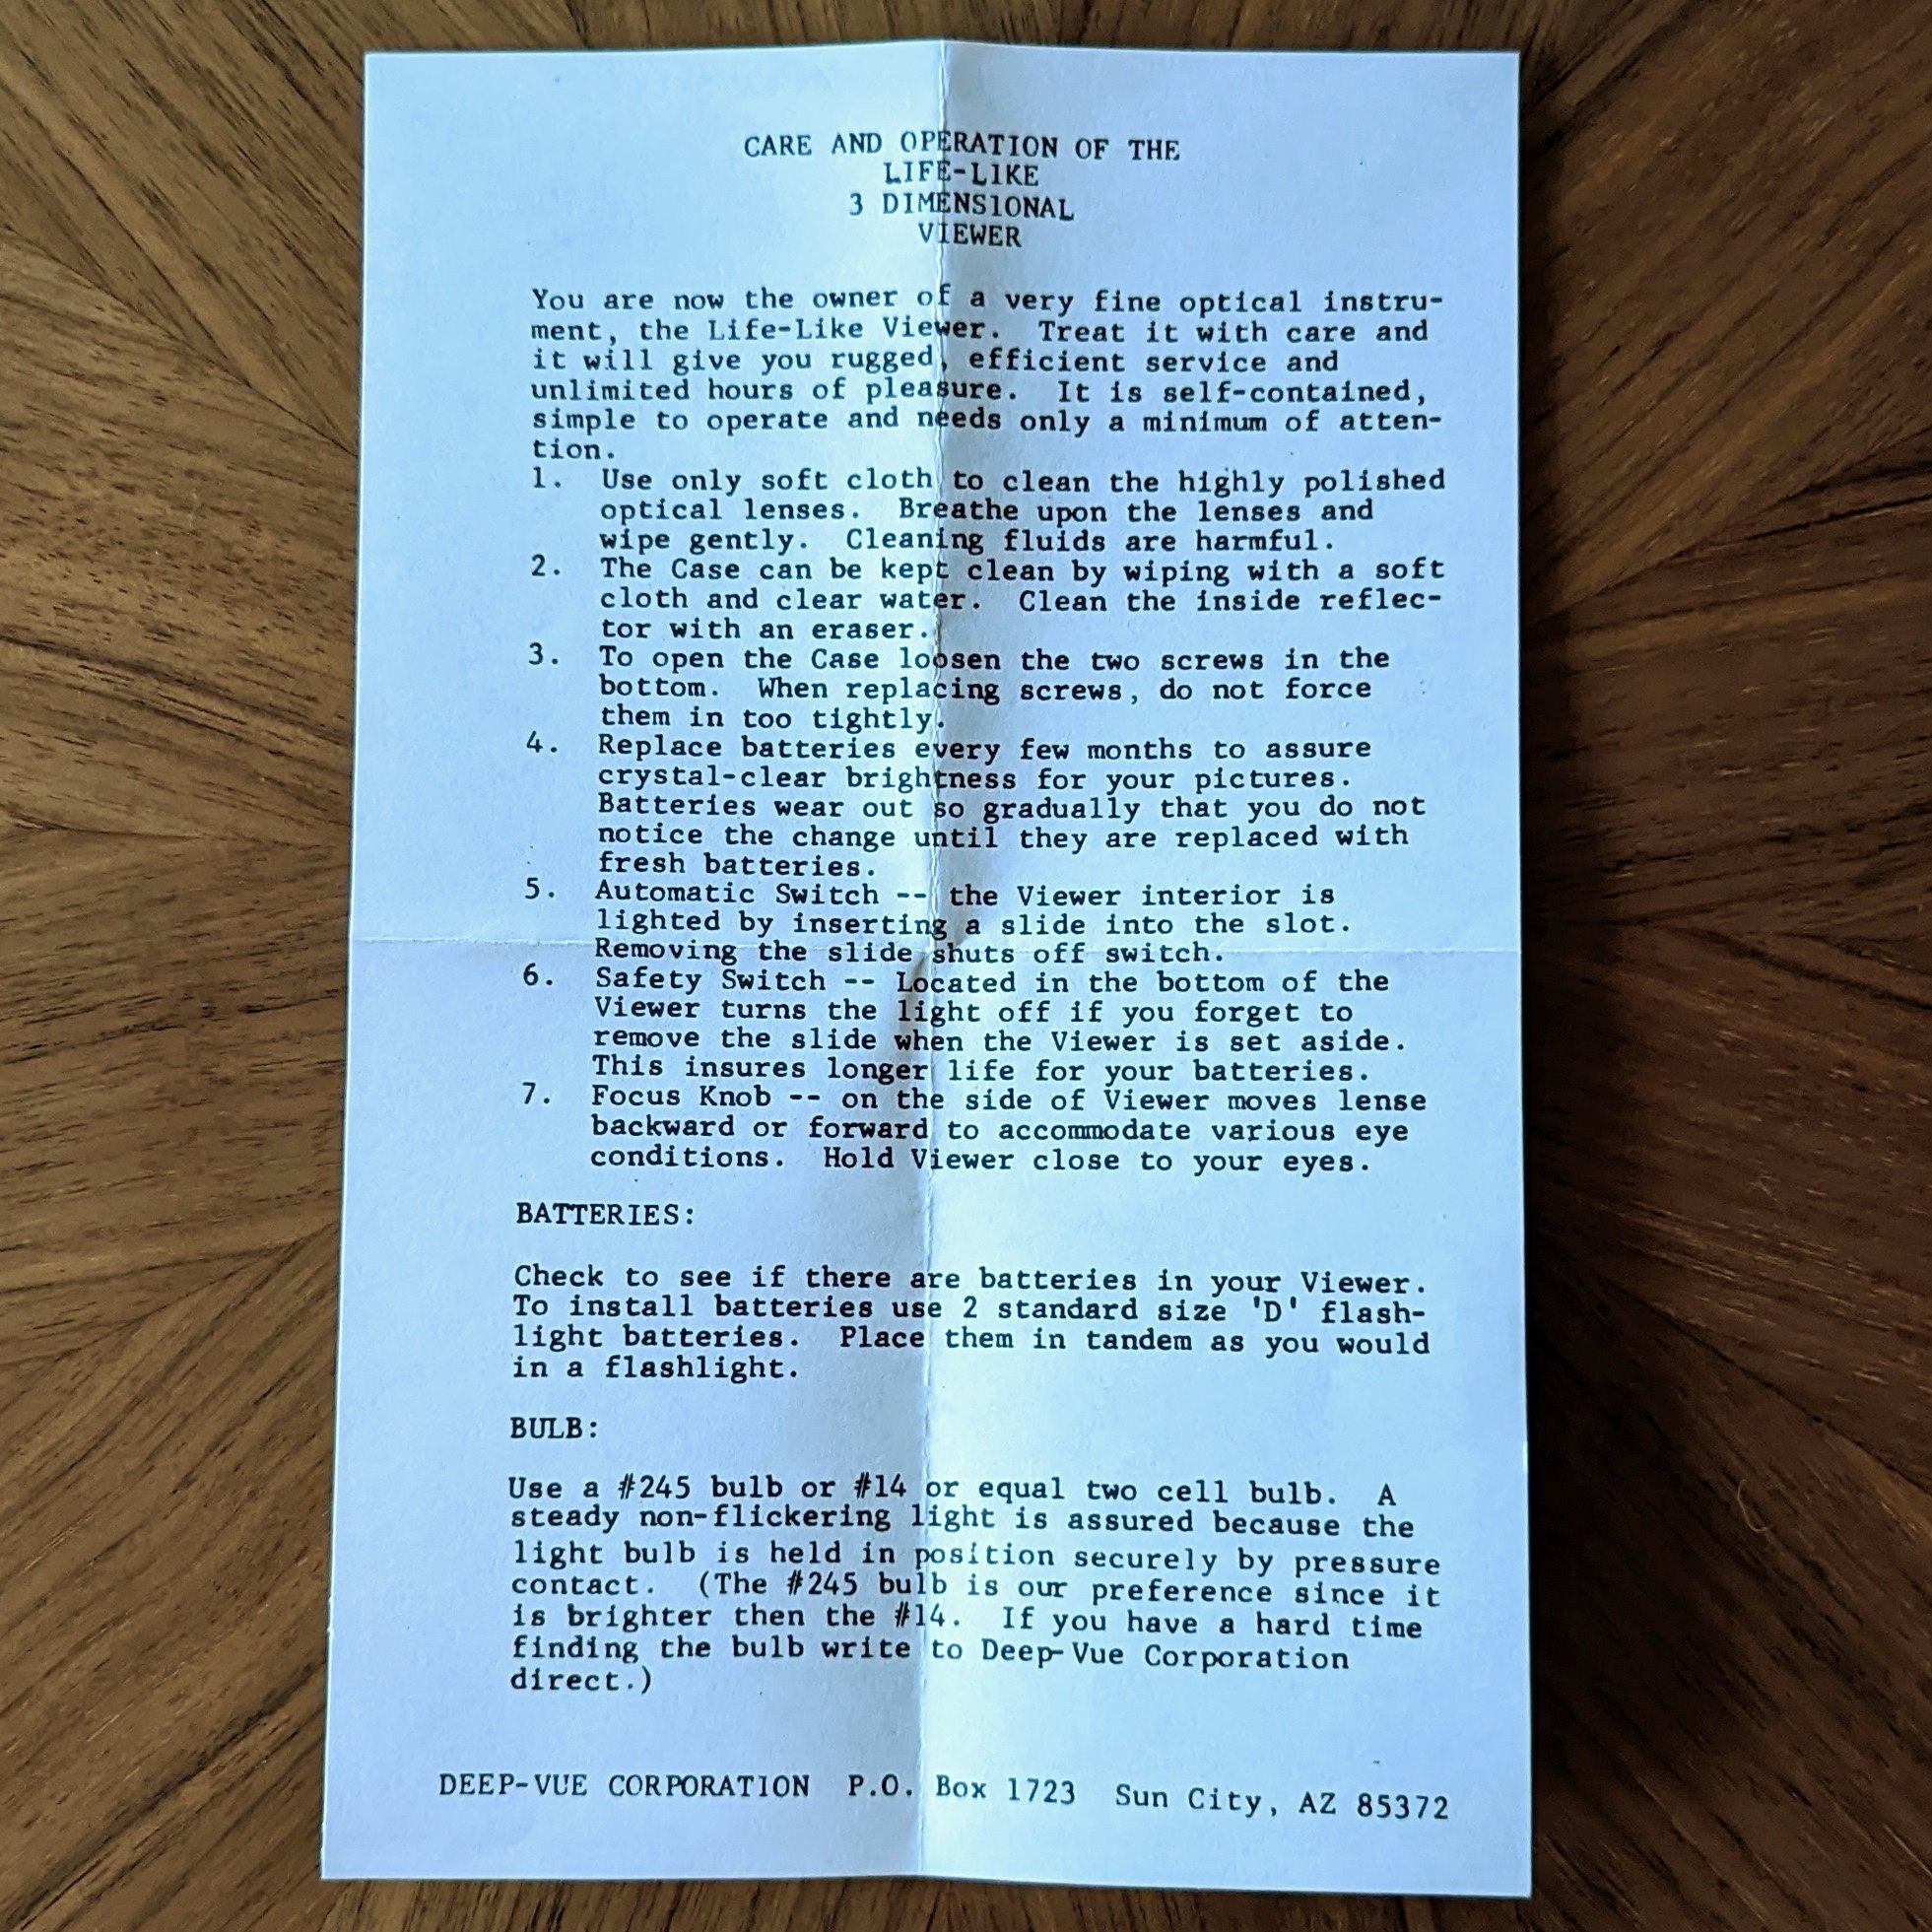 CARE AND OPERATION OF THE
LIFE-LIKE
3 DIMENSIONAL
VIEWER
You are now the owner of a very fine optical instru-
ment, the Life-Like Viewer. Treat it with care and
it will give you rugged, efficient service and
unlimited hours of pleasure. It is self-contained,
simple to operate and needs only a minimum of atten-
tion.
1. Use only soft cloth to clean the highly polished
optical lenses. Breathe upon the lenses and
wipe gently. Cleaning fluids are harmful.
2. The Case can be kept clean by wiping with a soft
cloth and clear water. Clean the inside reflec-
tor with an eraser.
3. To open the Case loosen the two screws in the
bottom. When replacing screws, do not force
them in too tightly.
4. Replace batteries every few months to assure
crystal-clear brightness for your pictures.
Batteries wear out so gradually that you do not
notice the change until they are replaced with
fresh batteries.
5. Automatic Switch -- the Viewer interior is
lighted by inserting a slide into the slot.
Removing the slide shuts off switch.
6. Safety Switch -- Located in the bottom of the
Viewer turns the light off if you forget to
remove the slide when the Viewer is set aside.
This insures longer life for your batteries.
7. Focus Knob -- on the side of Viewer moves lense
backward or forward to accommodate various eye
conditions. Hold Viewer close to your eyes.
BATTERIES:
Check to see if there are batteries in your Viewer.
To install batteries use 2 standard size 'D' flash-
light batteries. Place them in tandem as you would
in a flashlight.
BULB:
Use a #245 bulb or #14 or equal two cell bulb. A
steady non-flickering light is assured because the
light bulb is held in position securely by pressure
contact. (The #245 bulb is our preference since it
is brighter then the #14. If you have a hard time
finding the bulb write to Deep-Vue Corporation
direct.)
DEEP-VUE CORPORATION P.O. Box 1723 Sun City, AZ 85372